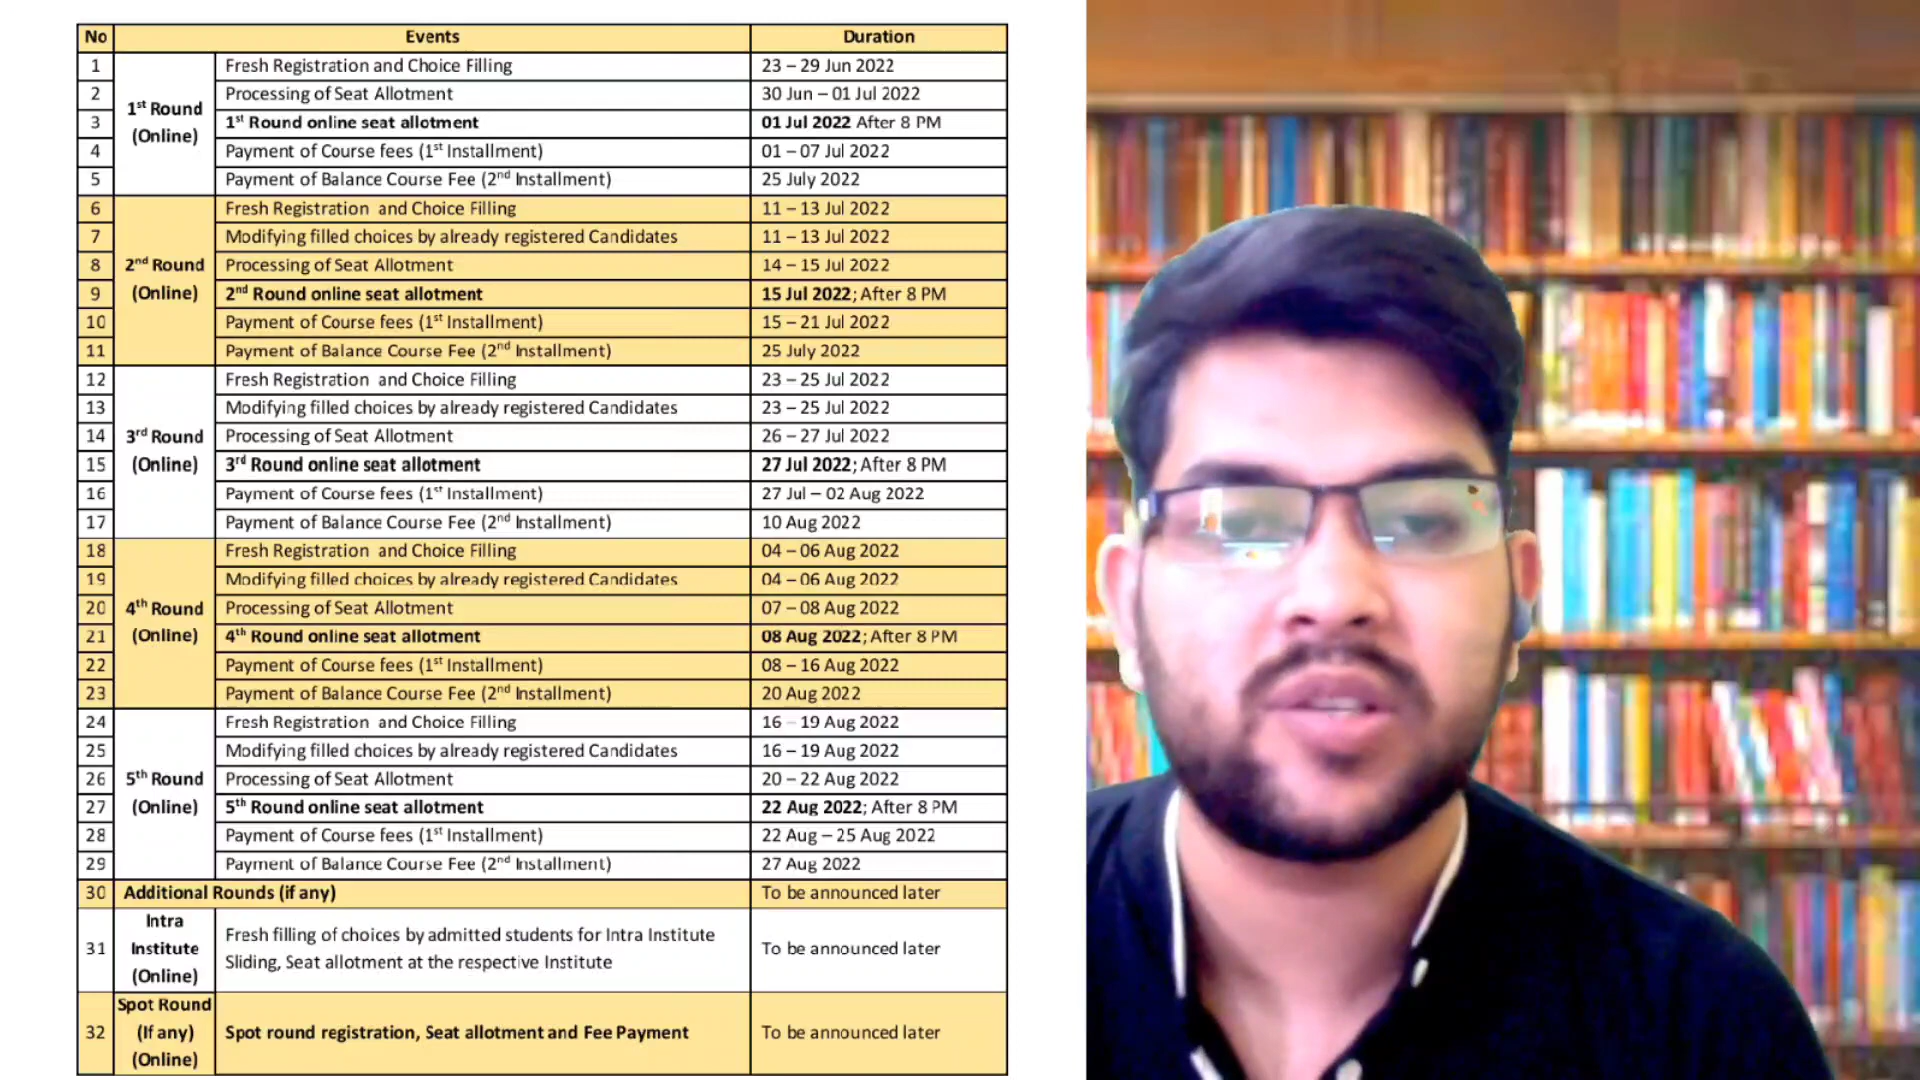 No Events Duration
1 Fresh Registration and Choice Filling 23 – 29 Jun 2022
2 Processing of Seat Allotment 30 Jun – 01 Jul 2022
1st Round
(Online)
3 1st Round online seat allotment 01 Jul 2022 After 8 PM
4 Payment of Course fees (1st Installment) 01 – 07 Jul 2022
5 Payment of Balance Course Fee (2nd Installment) 25 July 2022
6 Fresh Registration and Choice Filling 11 – 13 Jul 2022
7 Modifying filled choices by already registered Candidates 11 – 13 Jul 2022
2nd Round
(Online)
8 Processing of Seat Allotment 14 – 15 Jul 2022
9 2nd Round online seat allotment 15 Jul 2022; After 8 PM
10 Payment of Course fees (1st Installment) 15 – 21 Jul 2022
11 Payment of Balance Course Fee (2nd Installment) 25 July 2022
12 Fresh Registration and Choice Filling 23 – 25 Jul 2022
13 Modifying filled choices by already registered Candidates 23 – 25 Jul 2022
3rd Round
(Online)
14 Processing of Seat Allotment 26 – 27 Jul 2022
15 3rd Round online seat allotment 27 Jul 2022; After 8 PM
16 Payment of Course fees (1st Installment) 27 Jul – 02 Aug 2022
17 Payment of Balance Course Fee (2nd Installment) 10 Aug 2022
18 Fresh Registration and Choice Filling 04 – 06 Aug 2022
19 Modifying filled choices by already registered Candidates 04 – 06 Aug 2022
4th Round
(Online)
20 Processing of Seat Allotment 07 – 08 Aug 2022
21 4th Round online seat allotment 08 Aug 2022; After 8 PM
22 Payment of Course fees (1st Installment) 08 – 16 Aug 2022
23 Payment of Balance Course Fee (2nd Installment) 20 Aug 2022
24 Fresh Registration and Choice Filling 16 – 19 Aug 2022
25 Modifying filled choices by already registered Candidates 16 – 19 Aug 2022
5th Round
(Online)
26 Processing of Seat Allotment 20 – 22 Aug 2022
27 5th Round online seat allotment 22 Aug 2022; After 8 PM
28 Payment of Course fees (1st Installment) 22 Aug – 25 Aug 2022
29 Payment of Balance Course Fee (2nd Installment) 27 Aug 2022
30 Additional Rounds (if any) To be announced later
Intra
Institute
(Online)
31 Fresh filling of choices by admitted students for Intra Institute
Sliding, Seat allotment at the respective Institute
To be announced later
Spot Round
(If any)
(Online)
32 Spot round registration, Seat allotment and Fee Payment To be announced later